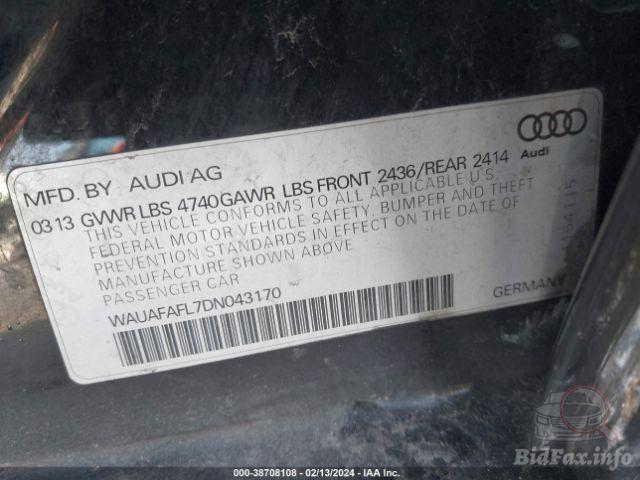 MFD. BY AUDI AG
Audi
03 13 GVWR LBS 4740 GAWR LBS FRONT 2436/REAR 2414
THIS VEHICLE CONFORMS TO ALL APPLICABLE U.S.
FEDERAL MOTOR VEHICLE SAFETY, BUMPER AND THEFT
PREVENTION STANDARDS IN EFFECT ON THE DATE OF
MANUFACTURE SHOWN ABOVE
PASSENGER CAR
WAUAFAFL7DN043170
GERMANY
BidFax.info
000-38708108 - 02/13/2024 - IAA Inc.